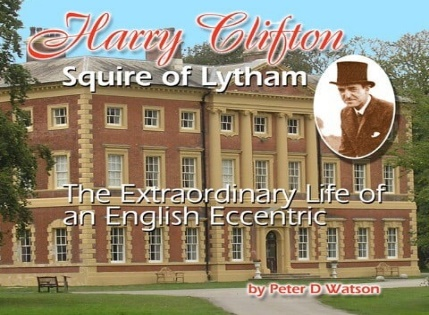 Harry Clifton
Squire of Lytham
The Extraordinary Life of
an English Eccentric
by Peter D Watson